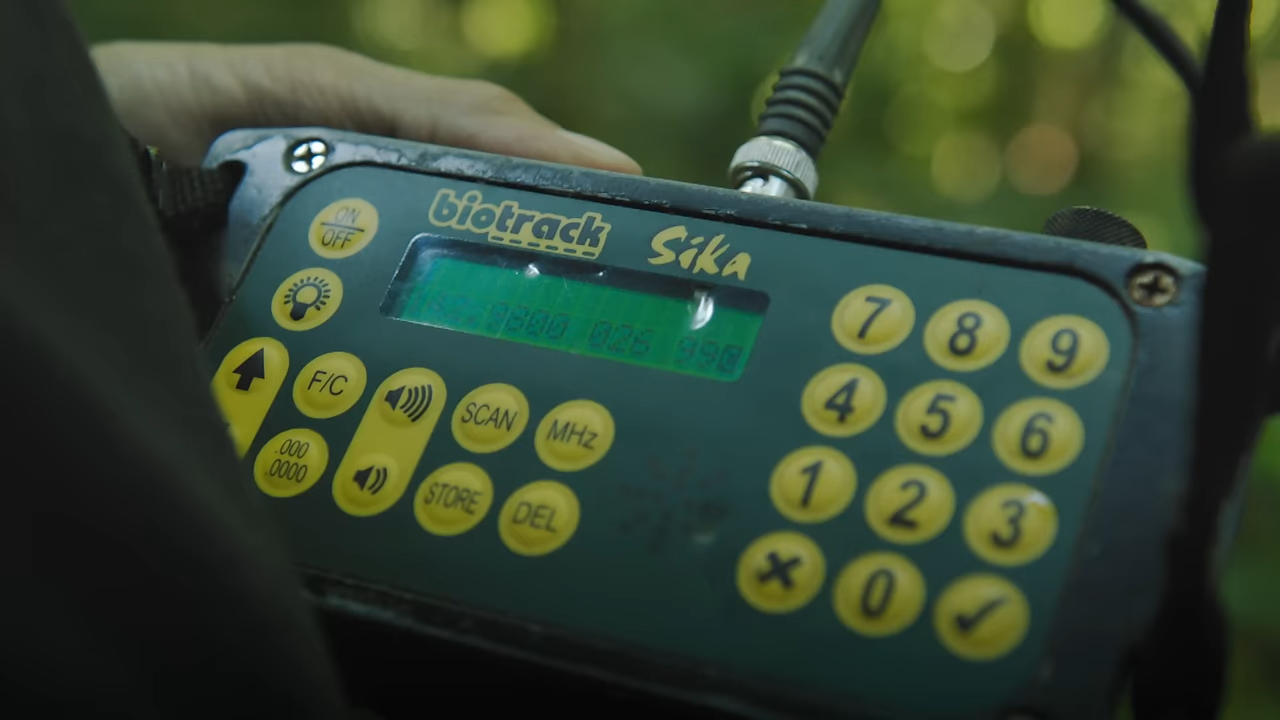 biotrack SiKa
ON
OFF
7 8 9
F/C
4 5 6
SCAN MHz
.000
.0000
1 2 3
STORE DEL
0